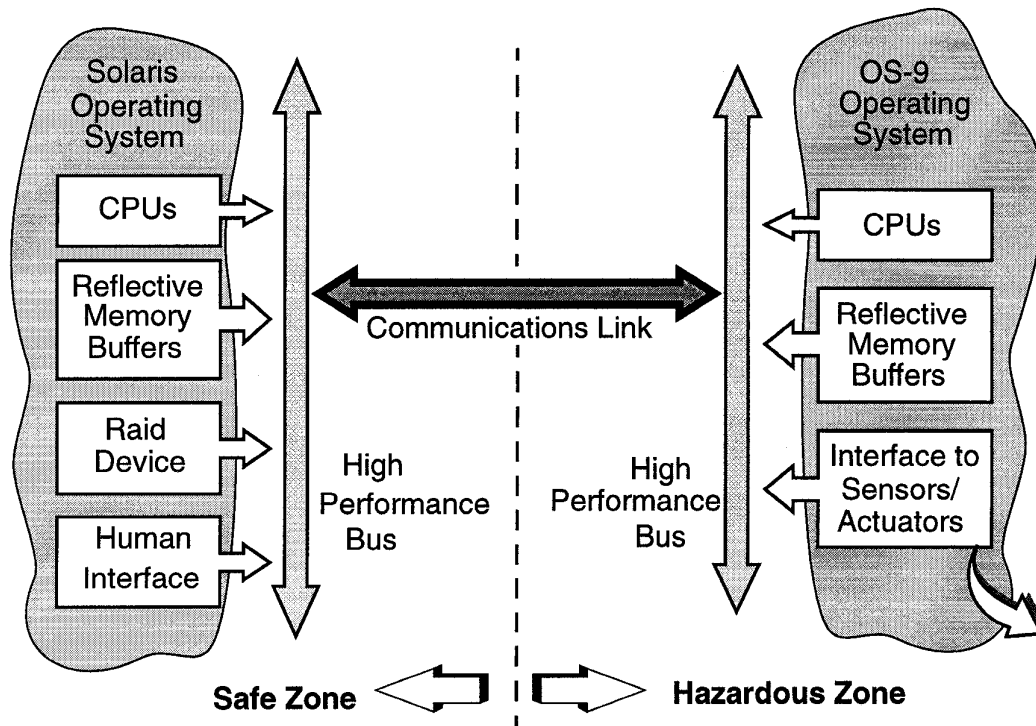 Solaris
Operating
System
CPUs
Reflective
Memory
Buffers
Raid
Device
Human
Interface
High
Performance
Bus
Communications Link
High
Performance
Bus
OS-9
Operating
System
CPUs
Reflective
Memory
Buffers
Interface to
Sensors/
Actuators
Safe Zone
Hazardous Zone